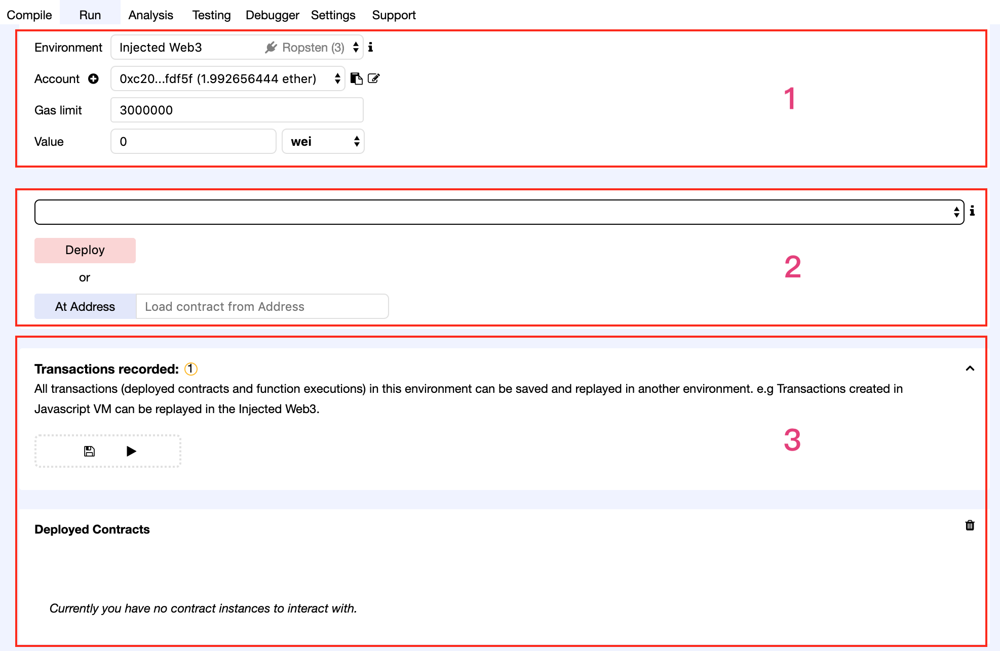 Compile Run Analysis Testing Debugger Settings Support
Environment Injected Web3 Ropsten (3)
Account 0xc20...fdf5f (1.992656444 ether)
1
Gas limit 3000000
Value 0 wei
Deploy
2
or
At Address Load contract from Address
Transactions recorded: 1
All transactions (deployed contracts and function executions) in this environment can be saved and replayed in another environment. e.g Transactions created in
Javascript VM can be replayed in the Injected Web3.
3
Deployed Contracts
Currently you have no contract instances to interact with.